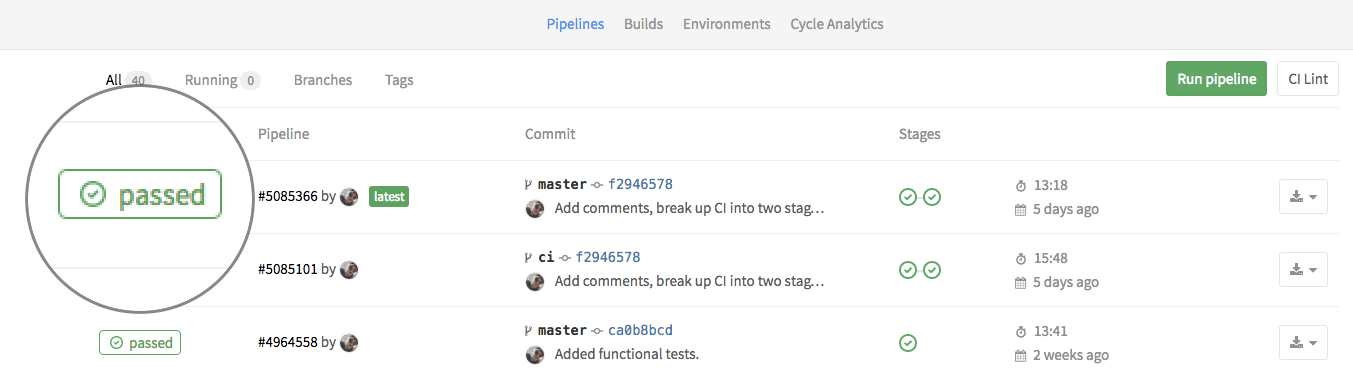 Pipelines Builds Environments Cycle Analytics
All 40 Running 0 Branches Tags Run pipeline CI Lint
Pipeline Commit Stages
passed #5085366 by latest master f2946578 13:18
Add comments, break up CI into two stag… 5 days ago
#5085101 by ci f2946578 15:48
Add comments, break up CI into two stag… 5 days ago
passed #4964558 by master ca0b8bcd 13:41
Added functional tests. 2 weeks ago